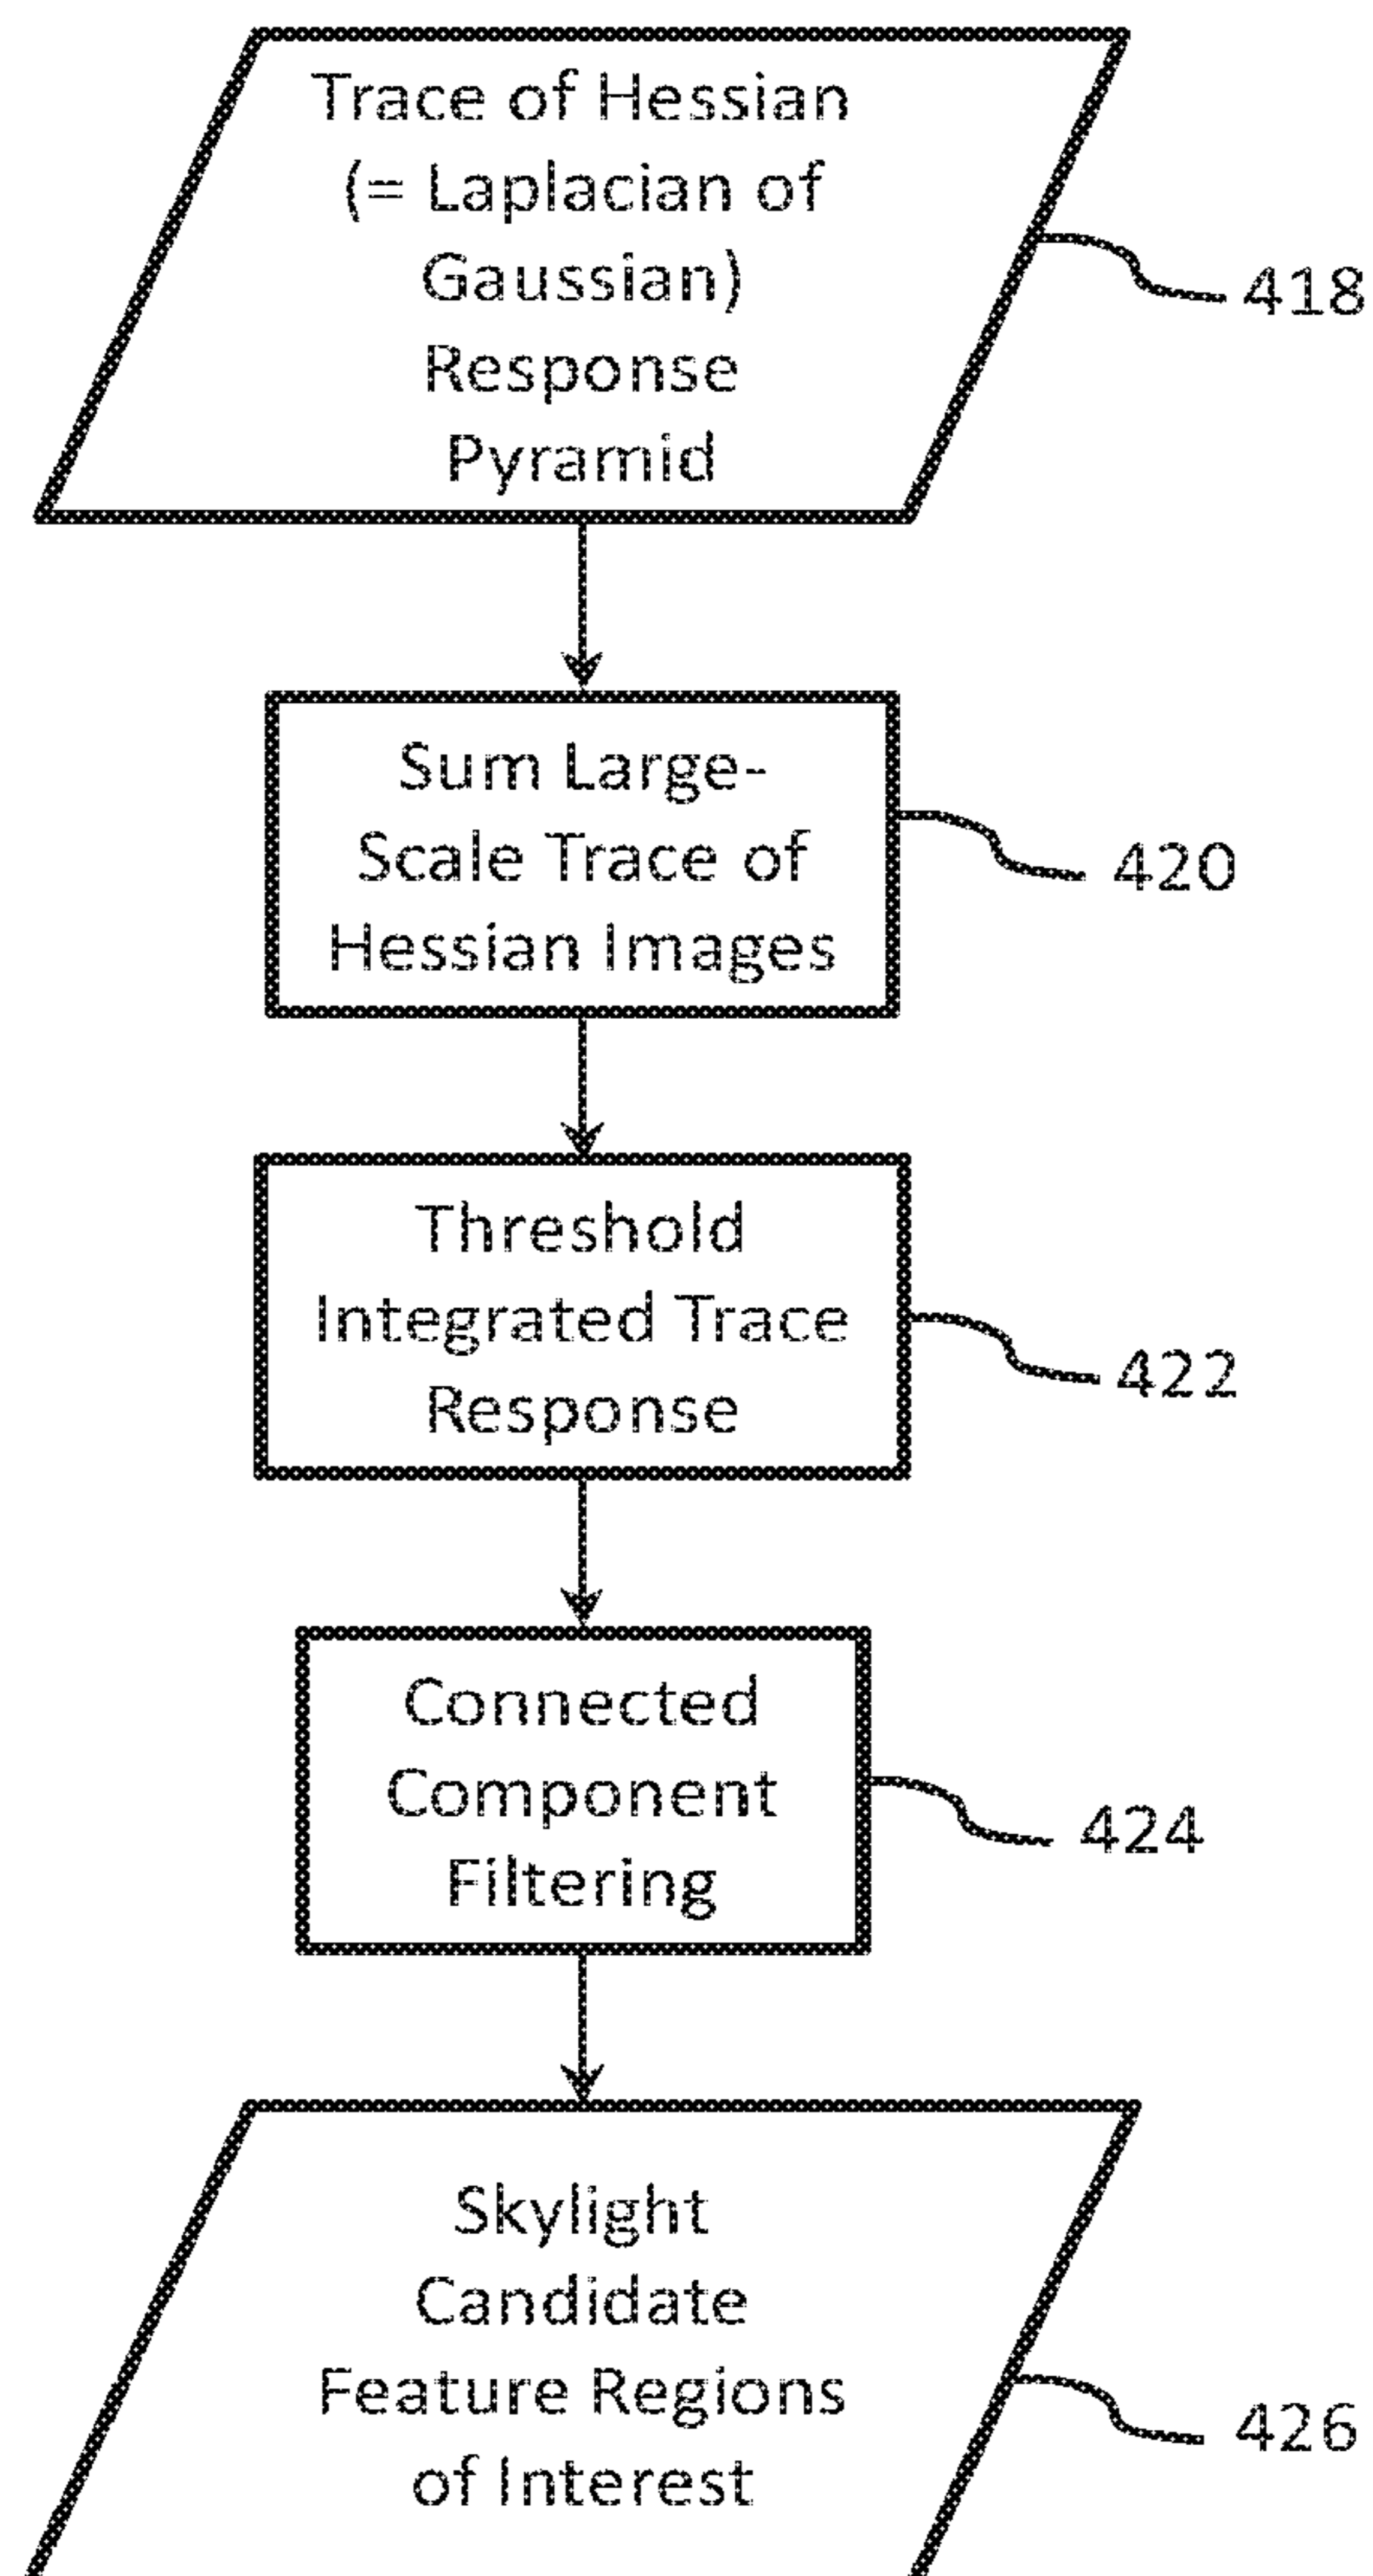 Trace of Hessian
(= Laplacian of
Gaussian)
Response
Pyramid
418
Sum Large-
Scale Trace of
Hessian Images
420
Threshold
Integrated Trace
Response
422
Connected
Component
Filtering
424
Skylight
Candidate
Feature Regions
of Interest
426